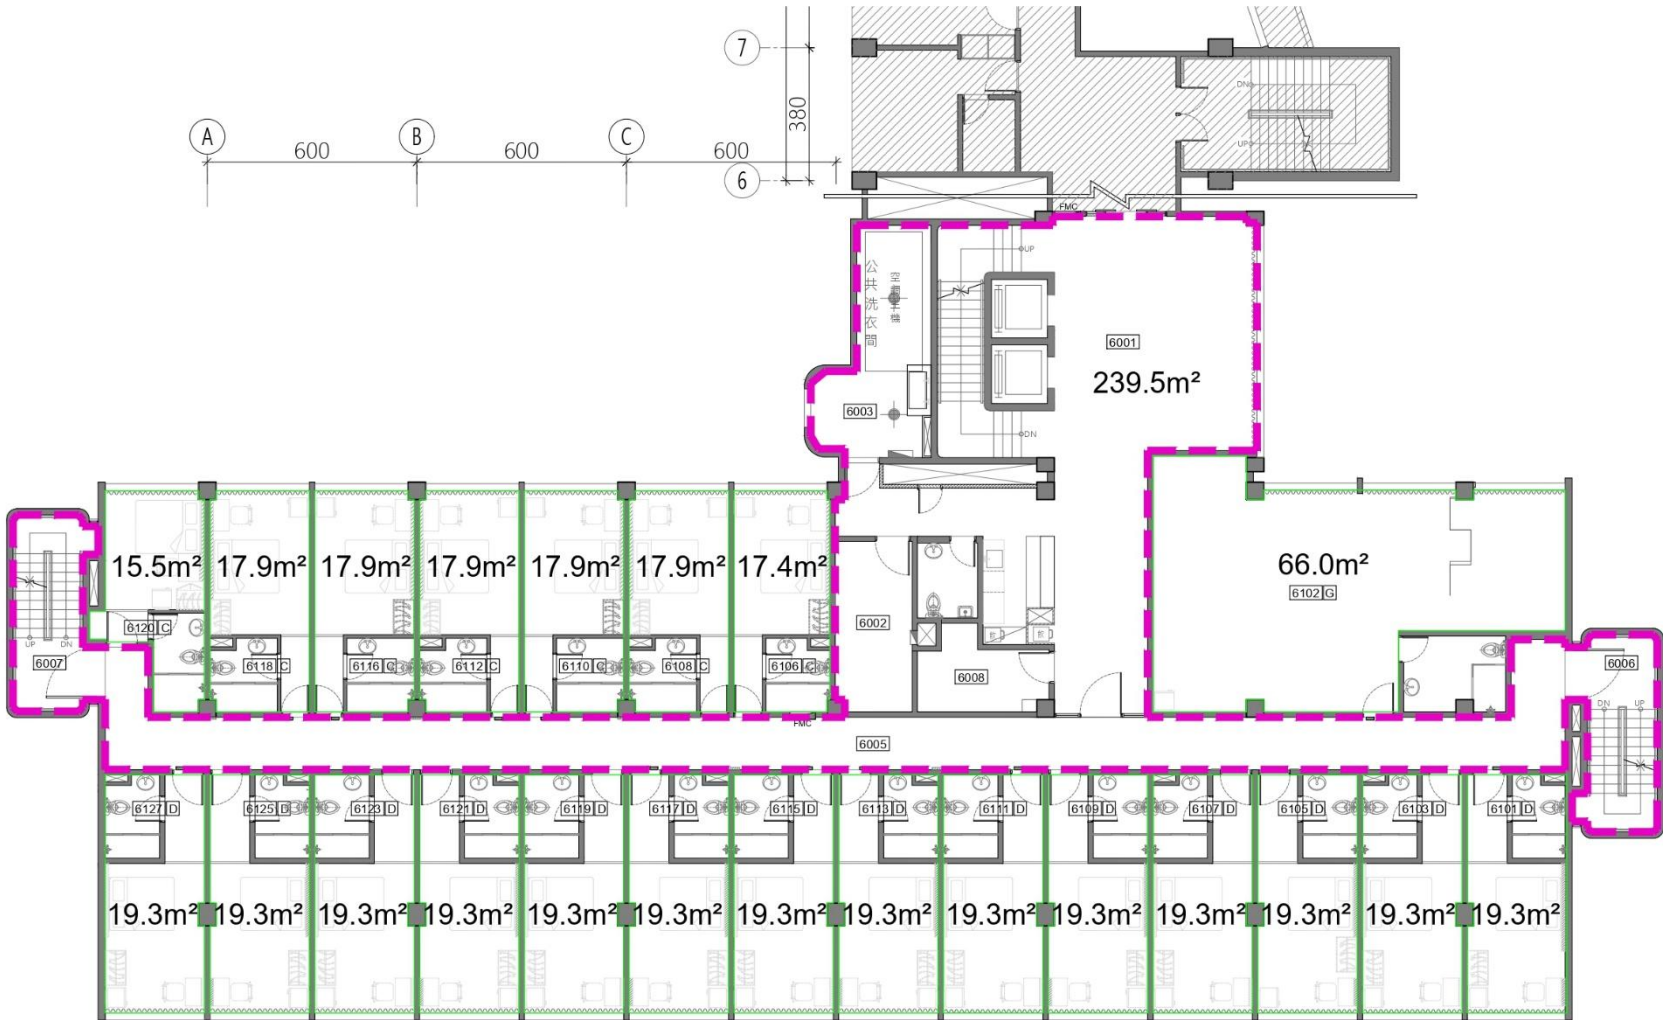 7
380
A
B
C
600
600
600
6
DN
UP
FMC
UP
公共洗衣間
6001
239.5m²
6003
DN
15.5m²
17.9m²
17.9m²
17.9m²
17.9m²
17.9m²
17.4m²
66.0m²
6102 G
6120 C
6002
UP
DN
6007
6118 C
6116 C
6112 C
6110 C
6108 C
6106 C
6008
6006
DN
UP
FMC
6005
6127 D
6125 D
6123 D
6121 D
6119 D
6117 D
6115 D
6113 D
6111 D
6109 D
6107 D
6105 D
6103 D
6101 D
19.3m²
19.3m²
19.3m²
19.3m²
19.3m²
19.3m²
19.3m²
19.3m²
19.3m²
19.3m²
19.3m²
19.3m²
19.3m²
19.3m²